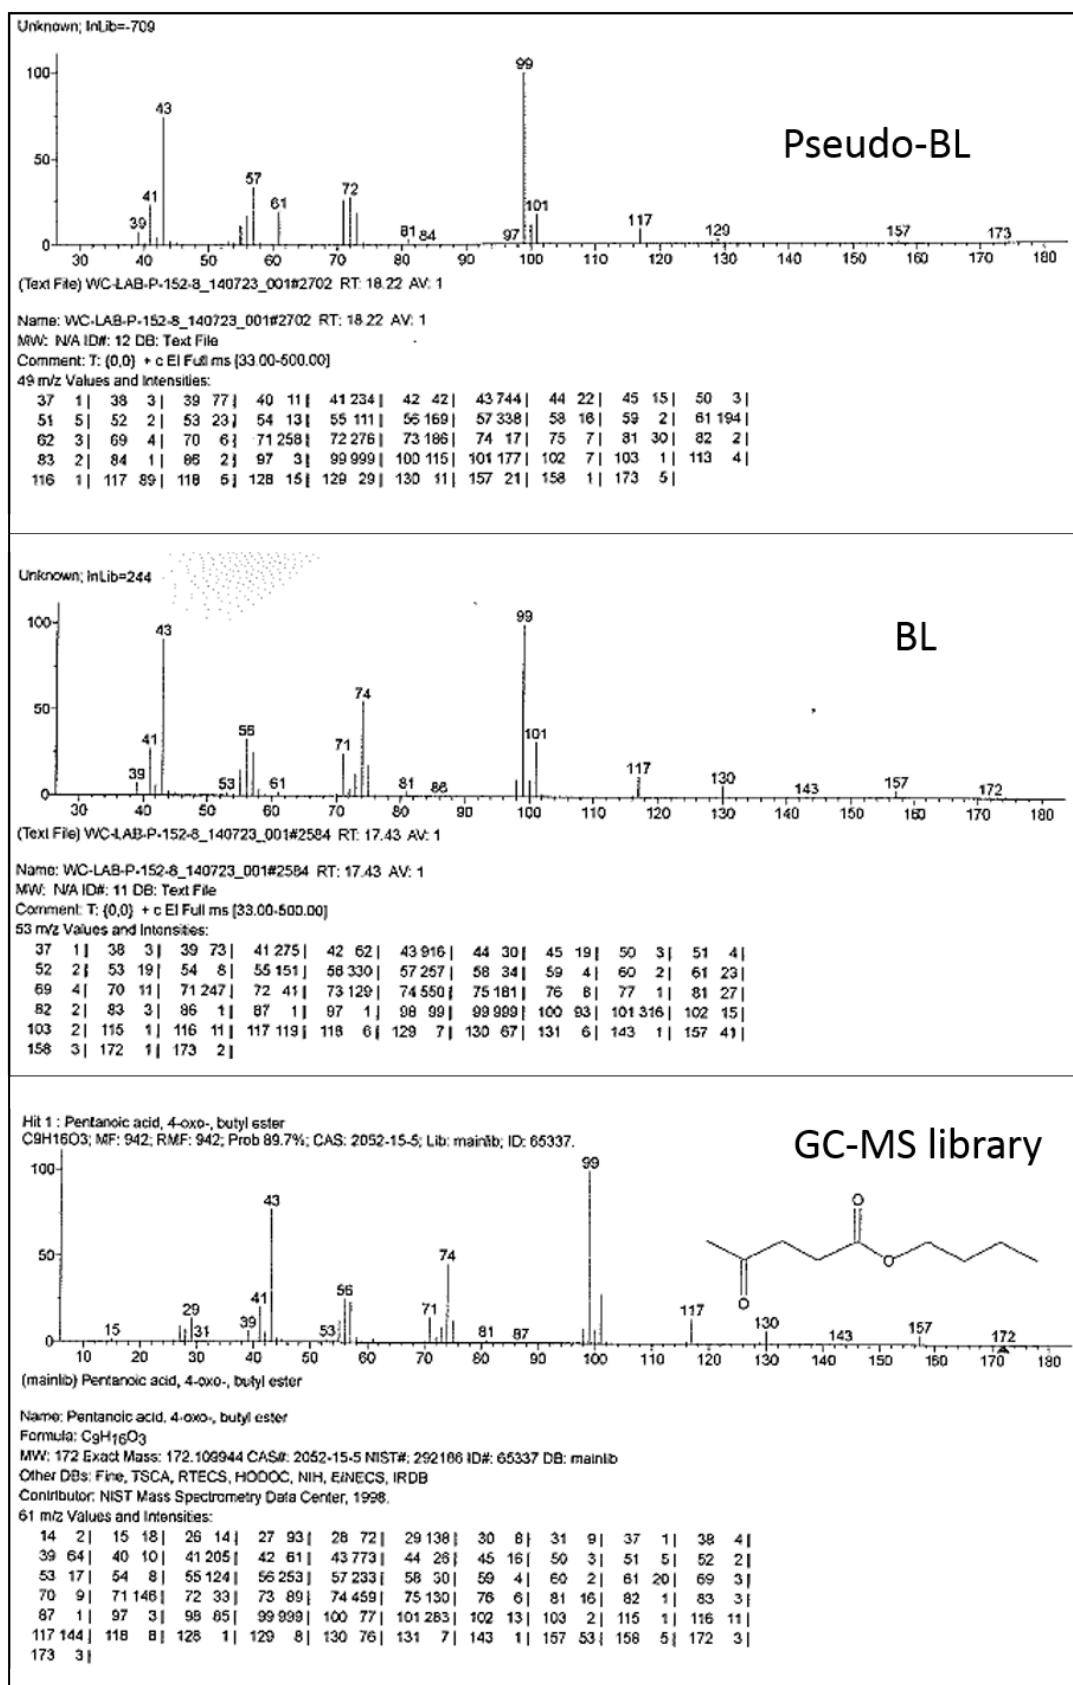 Unknown; InLib=-709
Pseudo-BL
100
50
0
39
41
43
57
61
72
81
84
97
99
101
117
129
157
173
30 40 50 60 70 80 90 100 110 120 130 140 150 160 170 180
(Text File) WC-LAB-P-152-8_140723_001#2702 RT: 18.22 AV: 1
Name: WC-LAB-P-152-8_140723_001#2702 RT: 18.22 AV: 1
MW: N/A ID#: 12 DB: Text File
Comment: T: {0,0} + c EI Full ms [33.00-500.00]
49 m/z Values and Intensities:
37 1| 38 3| 39 77| 40 11| 41 234| 42 42| 43 744| 44 22| 45 15| 50 3|
51 5| 52 2| 53 23| 54 13| 55 111| 56 169| 57 338| 58 16| 59 2| 61 194|
62 3| 69 4| 70 6| 71 258| 72 276| 73 186| 74 17| 75 7| 81 30| 82 2|
83 2| 84 1| 86 2| 97 3| 99 999| 100 115| 101 177| 102 7| 103 1| 113 4|
116 1| 117 89| 118 5| 128 15| 129 29| 130 11| 157 21| 158 1| 173 5|
Unknown; InLib=244
BL
100
50
0
39
41
43
53
56
61
71
74
81
86
99
101
117
130
143
157
172
30 40 50 60 70 80 90 100 110 120 130 140 150 160 170 180
(Text File) WC-LAB-P-152-8_140723_001#2584 RT: 17.43 AV: 1
Name: WC-LAB-P-152-8_140723_001#2584 RT: 17.43 AV: 1
MW: N/A ID#: 11 DB: Text File
Comment: T: {0,0} + c EI Full ms [33.00-500.00]
53 m/z Values and Intensities:
37 1| 38 3| 39 73| 41 275| 42 62| 43 916| 44 30| 45 19| 50 3| 51 4|
52 2| 53 19| 54 8| 55 151| 56 330| 57 257| 58 34| 59 4| 60 2| 61 23|
69 4| 70 11| 71 247| 72 41| 73 129| 74 550| 75 181| 76 8| 77 1| 81 27|
82 2| 83 3| 86 1| 87 1| 97 1| 98 99| 99 999| 100 93| 101 316| 102 15|
103 2| 115 1| 116 11| 117 119| 118 6| 129 7| 130 67| 131 6| 143 1| 157 41|
158 3| 172 1| 173 2|
Hit 1 : Pentanoic acid, 4-oxo-, butyl ester
C9H16O3; MF: 942; RMF: 942; Prob 89.7%; CAS: 2052-15-5; Lib: mainlib; ID: 65337.
GC-MS library
100
50
0
15
29
31
39
41
43
53
56
71
74
81
87
99
117
130
143
157
172
O
O
O
10 20 30 40 50 60 70 80 90 100 110 120 130 140 150 160 170 180
(mainlib) Pentanoic acid, 4-oxo-, butyl ester
Name: Pentanoic acid, 4-oxo-, butyl ester
Formula: C9H16O3
MW: 172 Exact Mass: 172.109944 CAS#: 2052-15-5 NIST#: 292186 ID#: 65337 DB: mainlib
Other DBs: Fine, TSCA, RTECS, HODOC, NIH, EINECS, IRDB
Contributor: NIST Mass Spectrometry Data Center, 1998.
61 m/z Values and Intensities:
14 2| 15 18| 26 14| 27 93| 28 72| 29 138| 30 8| 31 9| 37 1| 38 4|
39 64| 40 10| 41 205| 42 61| 43 773| 44 26| 45 16| 50 3| 51 5| 52 2|
53 17| 54 8| 55 124| 56 253| 57 233| 58 30| 59 4| 60 2| 61 20| 69 3|
70 9| 71 146| 72 33| 73 89| 74 459| 75 130| 76 6| 81 16| 82 1| 83 3|
87 1| 97 3| 98 85| 99 999| 100 77| 101 283| 102 13| 103 2| 115 1| 116 11|
117 144| 118 8| 128 1| 129 8| 130 76| 131 7| 143 1| 157 53| 158 5| 172 3|
173 3|